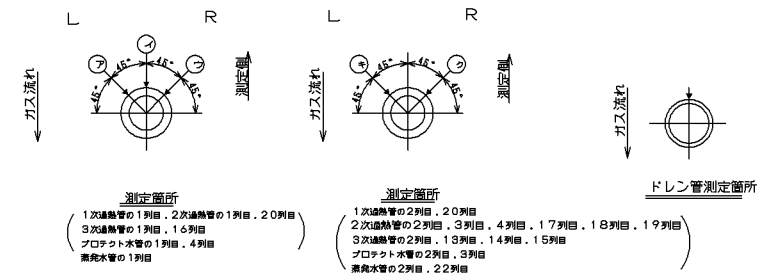 L R
ア イ ウ
45° 45° 45° 45°
ガス流れ
測定側
測定箇所
1次過熱管の1列目，2次過熱管の1列目，20列目
3次過熱管の1列目，16列目
プロテクト水管の1列目，4列目
蒸発水管の1列目
L R
キ ク
45° 45° 45° 45°
ガス流れ
測定側
測定箇所
1次過熱管の2列目，20列目
2次過熱管の2列目，3列目，4列目，17列目，18列目，19列目
3次過熱管の2列目，13列目，14列目，15列目
プロテクト水管の2列目，3列目
蒸発水管の2列目，22列目
ガス流れ
ドレン管測定箇所